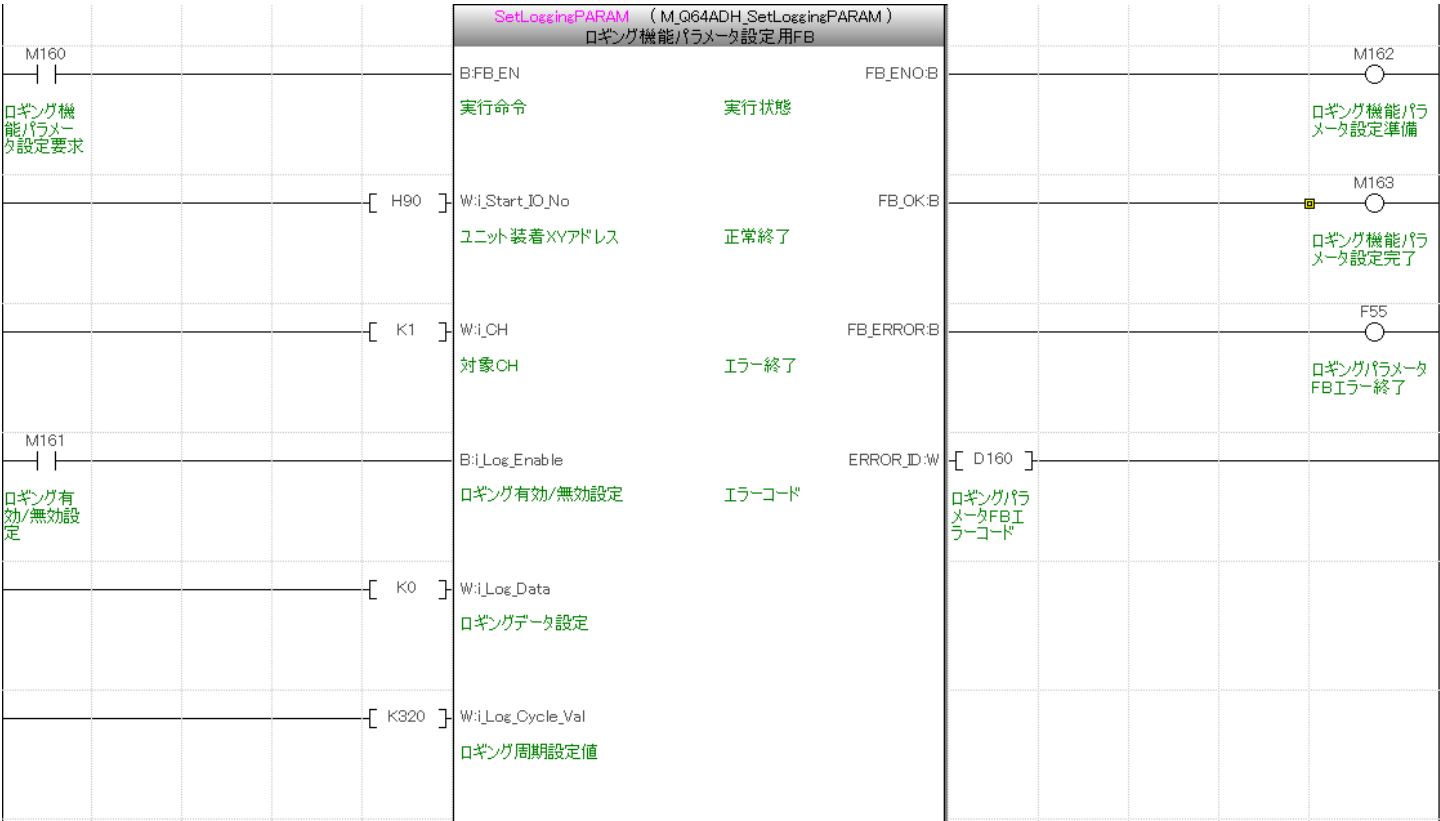 SetLoggingPARAM (M_Q64ADH_SetLoggingPARAM)
ロギング機能パラメータ設定用FB
M160
B:FB_EN
FB_ENO:B
M162
ロギング機
能パラメー
タ設定要求
実行命令
実行状態
ロギング機能パラ
メータ設定準備
H90
W:i_Start_IO_No
FB_OK:B
M163
ユニット装着XYアドレス
正常終了
ロギング機能パラ
メータ設定完了
K1
W:i_CH
FB_ERROR:B
F55
対象CH
エラー終了
ロギングパラメータ
FBエラー終了
M161
B:i_Log_Enable
ERROR_ID:W
D160
ロギング有
効/無効設
定
ロギング有効/無効設定
エラーコード
ロギングパラ
メータFBエ
ラーコード
K0
W:i_Log_Data
ロギングデータ設定
K320
W:i_Log_Cycle_Val
ロギング周期設定値